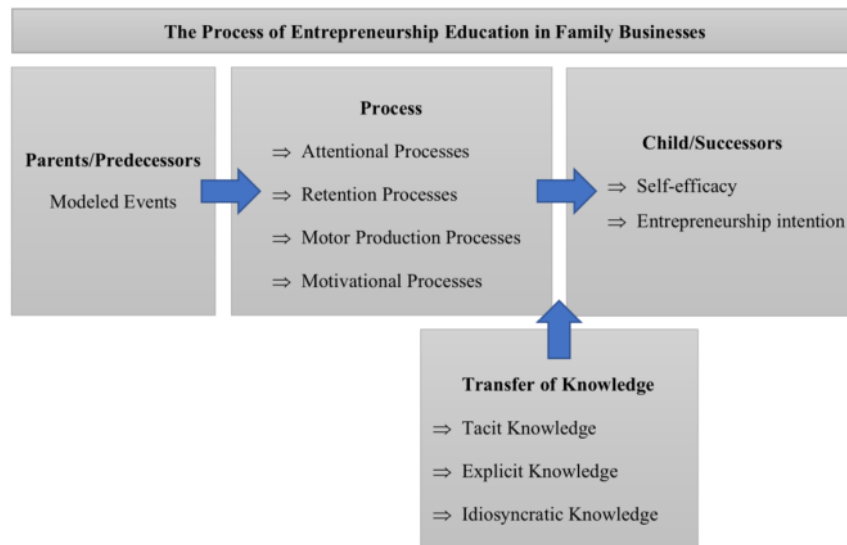 The Process of Entrepreneurship Education in Family Businesses
Parents/Predecessors
Modeled Events
Process
⇒ Attentional Processes
⇒ Retention Processes
⇒ Motor Production Processes
⇒ Motivational Processes
Child/Successors
⇒ Self-efficacy
⇒ Entrepreneurship intention
Transfer of Knowledge
⇒ Tacit Knowledge
⇒ Explicit Knowledge
⇒ Idiosyncratic Knowledge